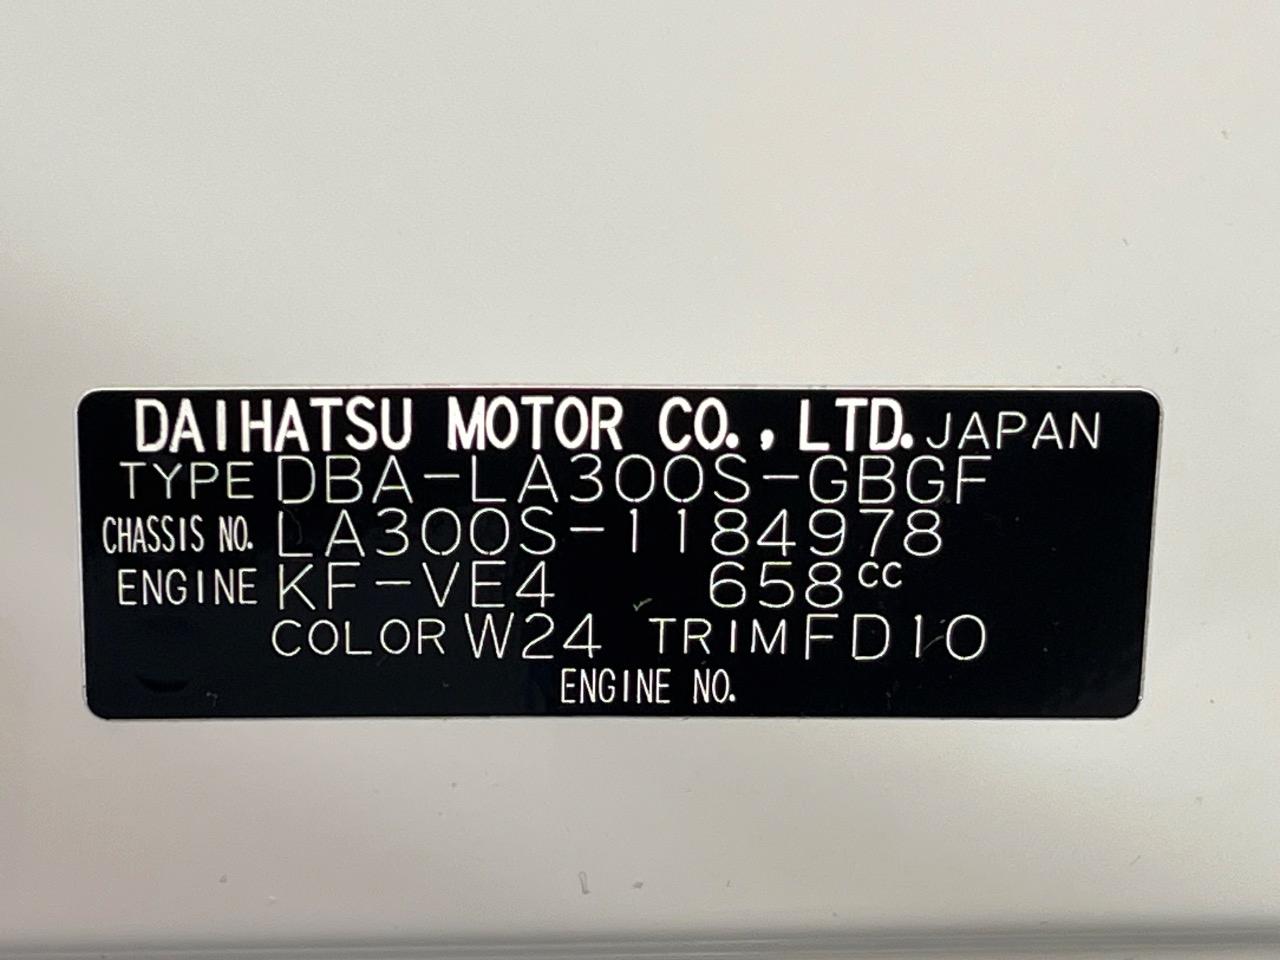 DAIHATSU MOTOR CO., LTD. JAPAN
TYPE DBA-LA300S-GBGF
CHASSIS NO. LA300S-1184978
ENGINE KF-VE4 658cc
COLOR W24 TRIM FD10
ENGINE NO.